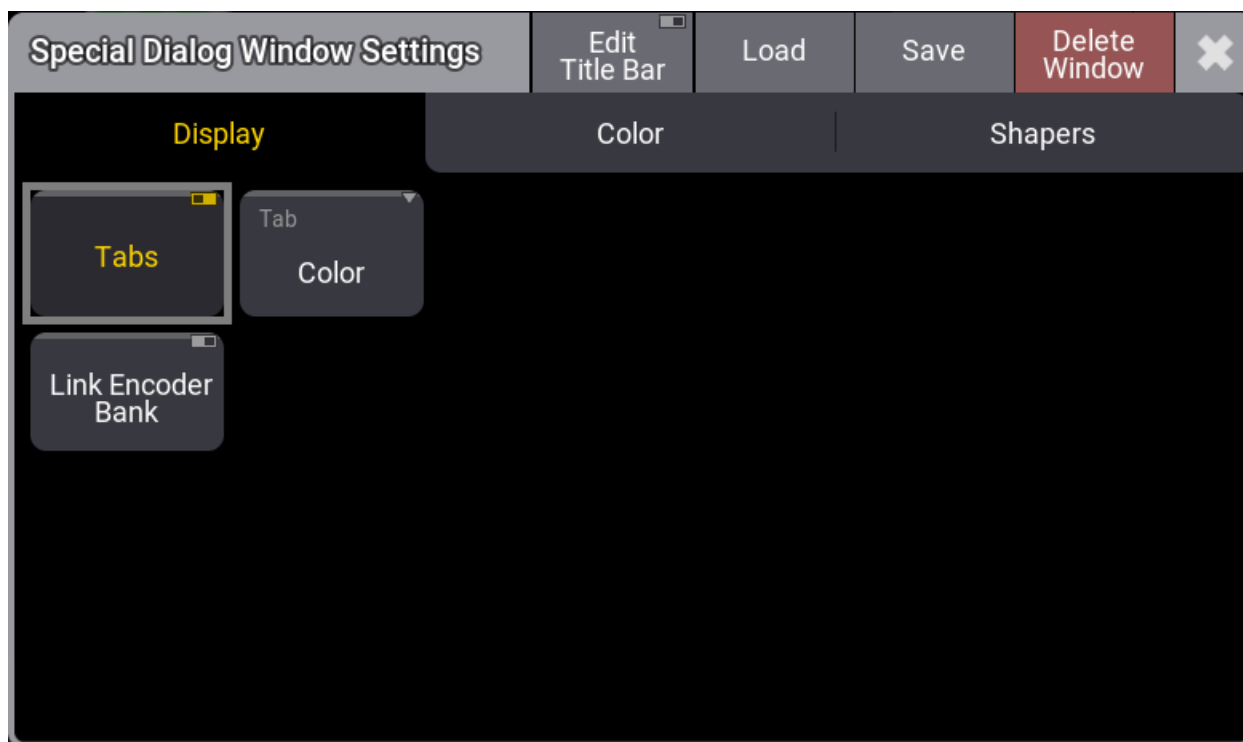 Special Dialog Window Settings
Edit
Title Bar
Load
Save
Delete
Window
Display
Color
Shapers
Tabs
Tab
Color
Link Encoder
Bank